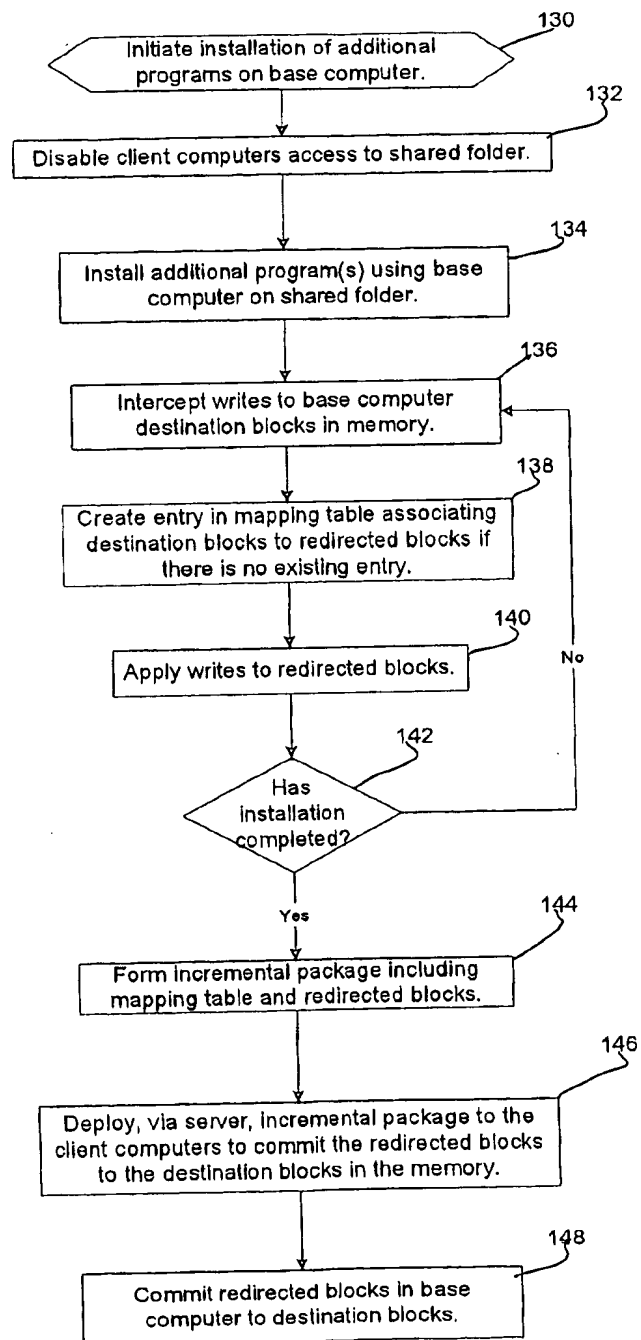 130
Initiate installation of additional
programs on base computer.
132
Disable client computers access to shared folder.
134
Install additional program(s) using base
computer on shared folder.
136
Intercept writes to base computer
destination blocks in memory.
138
Create entry in mapping table associating
destination blocks to redirected blocks if
there is no existing entry.
140
Apply writes to redirected blocks.
No
142
Has
installation
completed?
Yes
144
Form incremental package including
mapping table and redirected blocks.
146
Deploy, via server, incremental package to the
client computers to commit the redirected blocks
to the destination blocks in the memory.
148
Commit redirected blocks in base
computer to destination blocks.